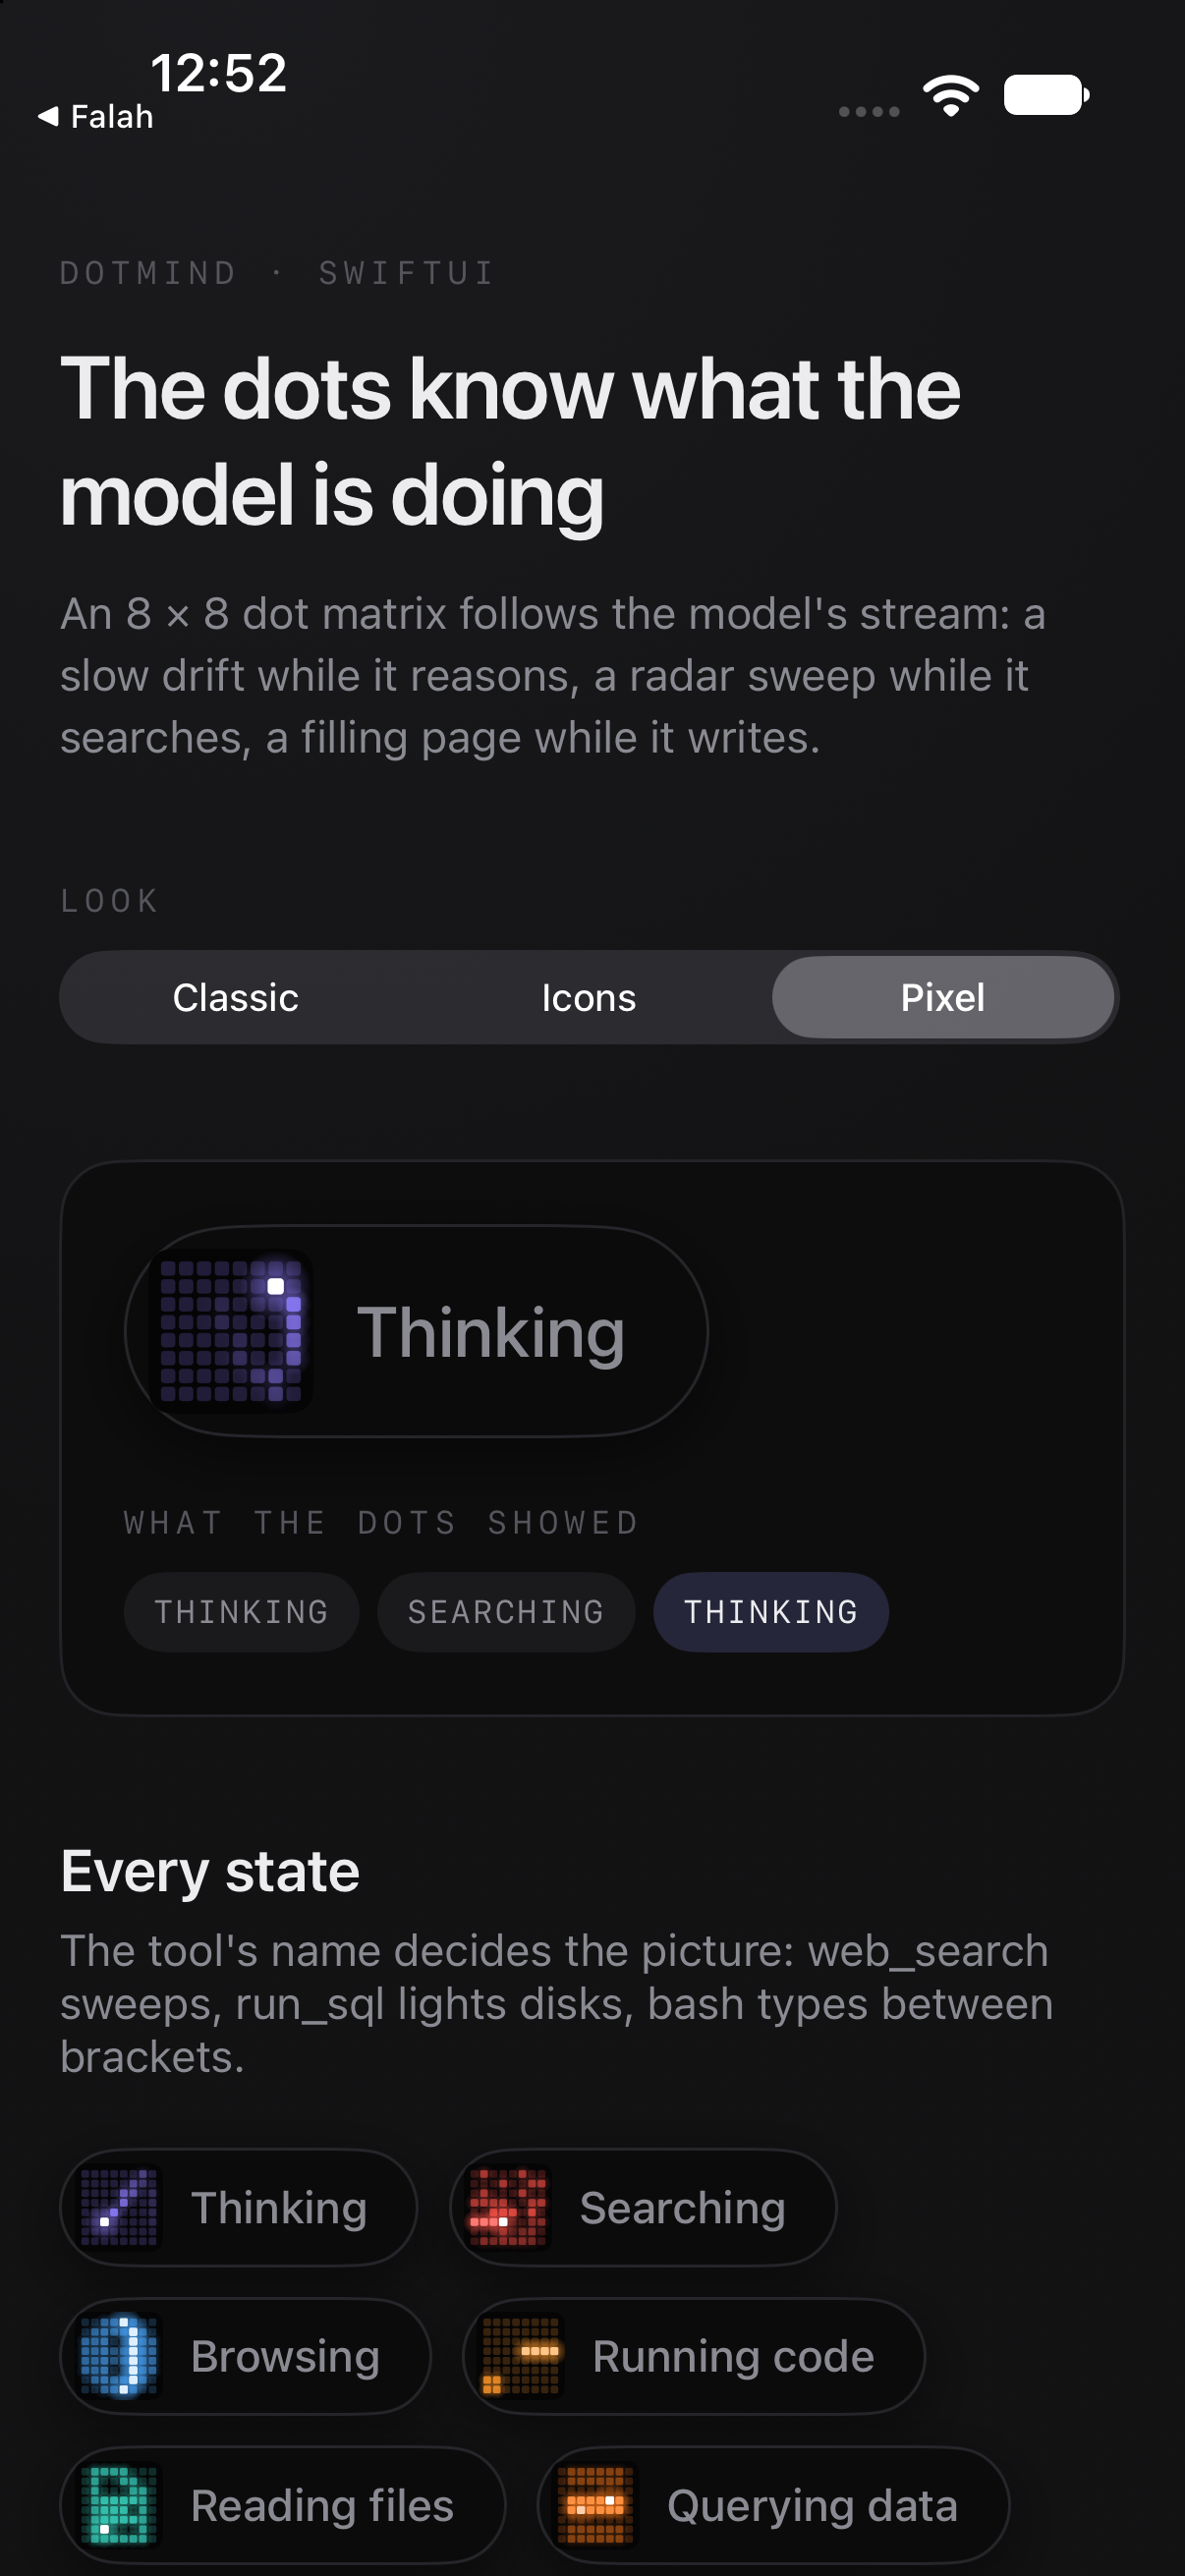 12:52
Falah
DOTMIND · SWIFTUI
The dots know what the
model is doing
An 8 × 8 dot matrix follows the model's stream: a
slow drift while it reasons, a radar sweep while it
searches, a filling page while it writes.
LOOK
Classic Icons Pixel
Thinking
WHAT THE DOTS SHOWED
THINKING SEARCHING THINKING
Every state
The tool's name decides the picture: web_search
sweeps, run_sql lights disks, bash types between
brackets.
Thinking Searching
Browsing Running code
Reading files Querying data